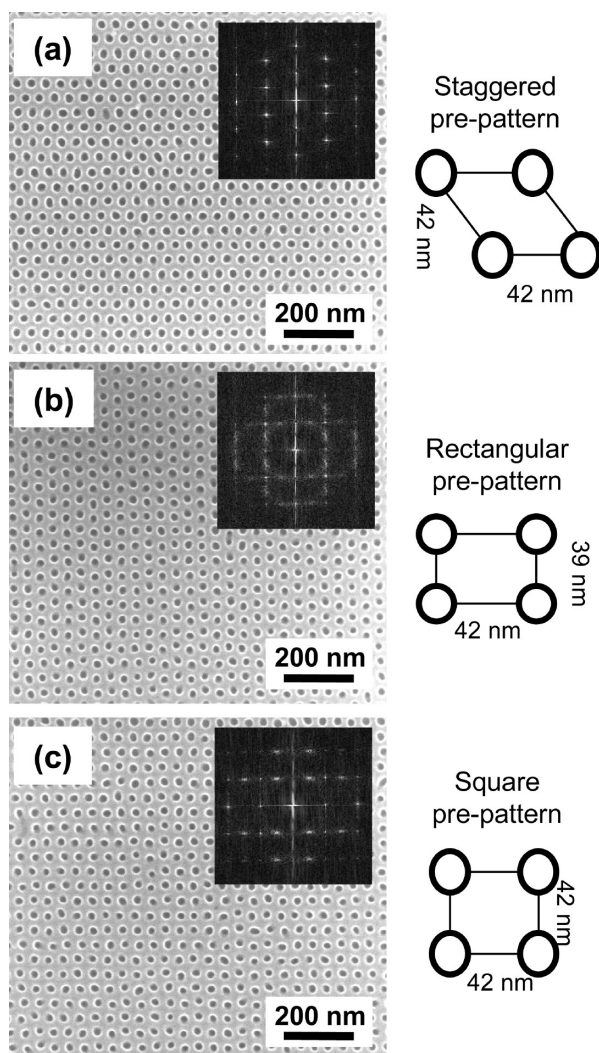 (a)
Staggered
pre-pattern
42 nm
42 nm
200 nm
(b)
Rectangular
pre-pattern
39 nm
42 nm
200 nm
(c)
Square
pre-pattern
42 nm
42 nm
200 nm